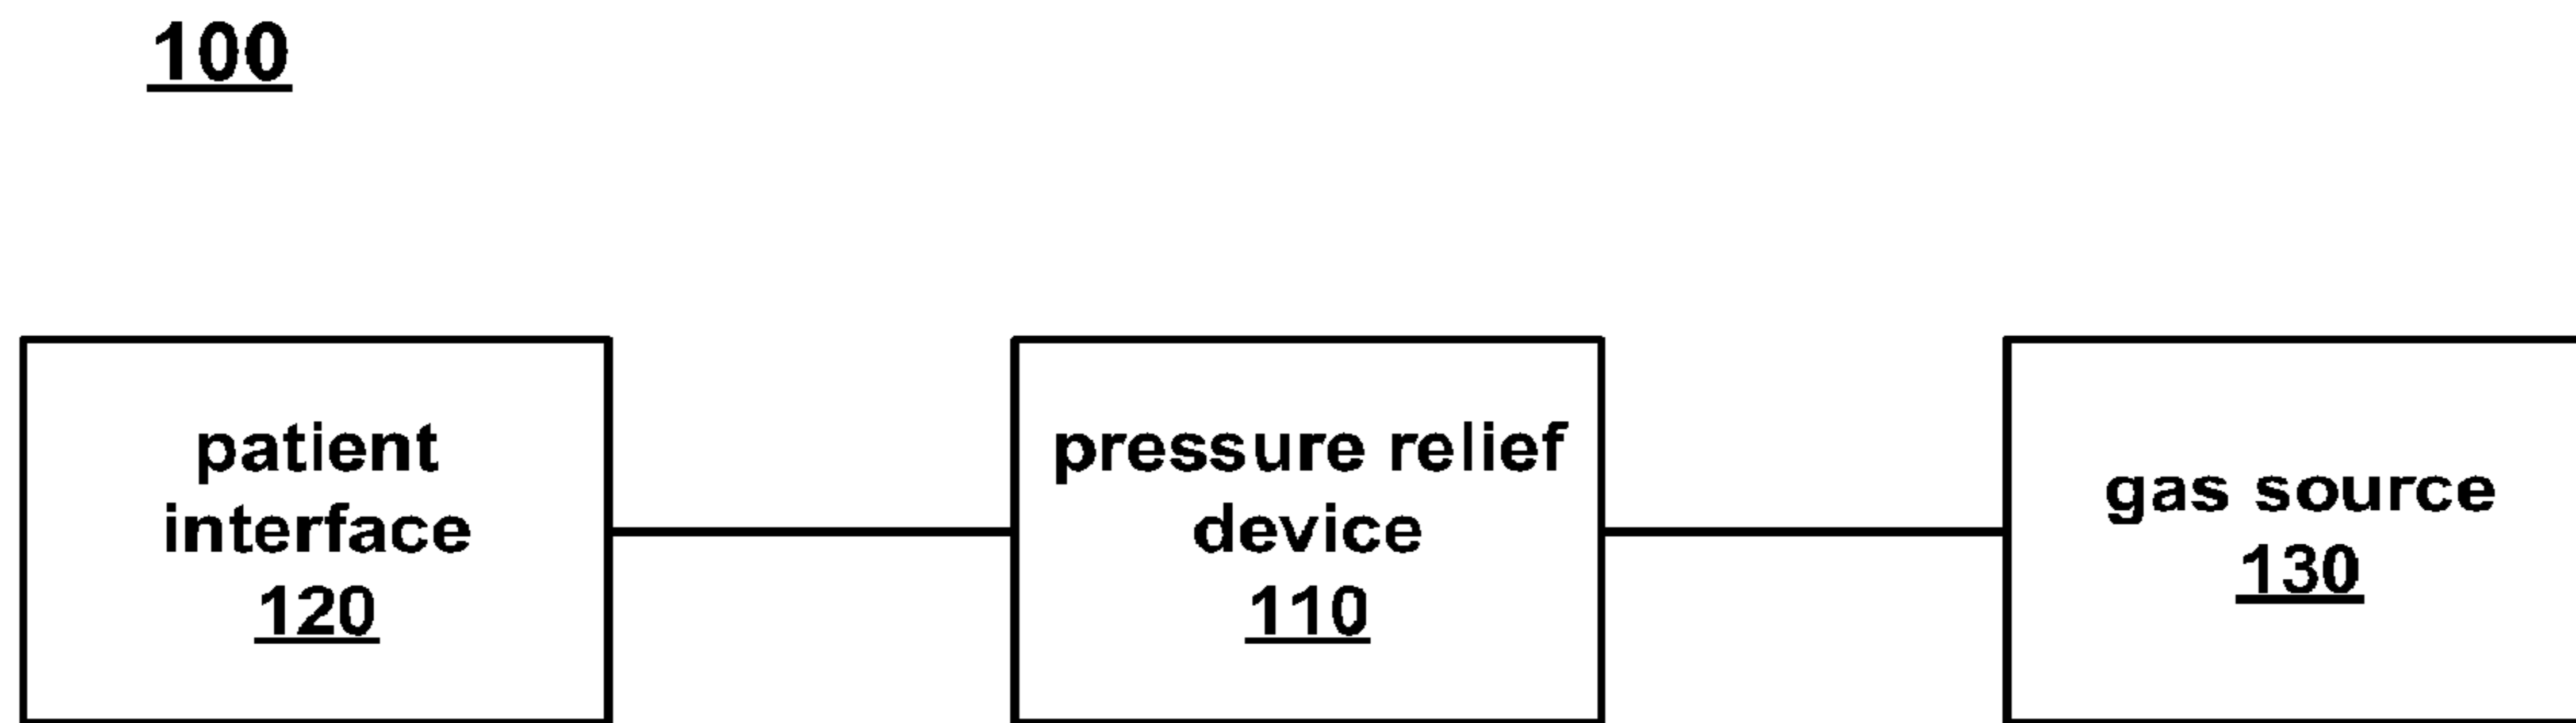 100
patient
interface
120
pressure relief
device
110
gas source
130